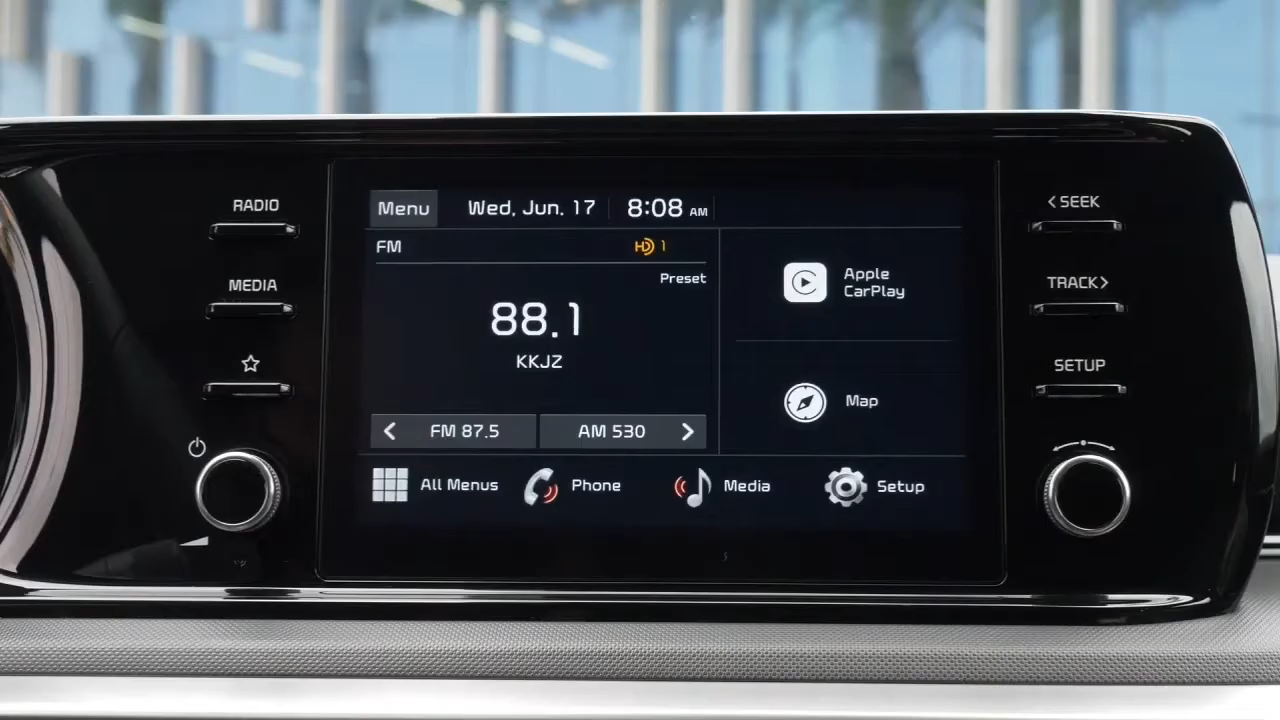 RADIO
MEDIA
Menu
Wed, Jun. 17
8:08 AM
FM
HD 1
Preset
88.1
KKJZ
< FM 87.5
AM 530 >
Apple
CarPlay
Map
All Menus
Phone
Media
Setup
< SEEK
TRACK >
SETUP